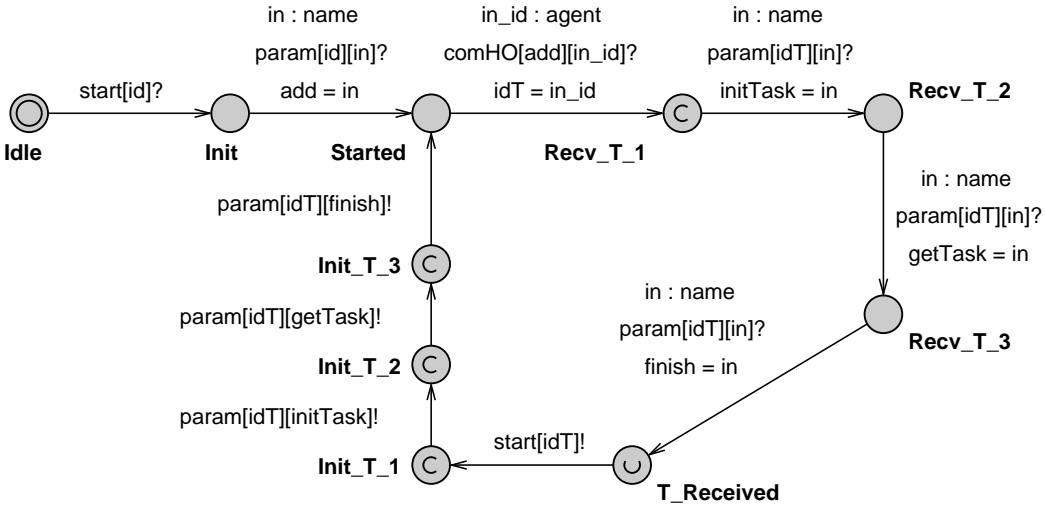 in : name
param[id][in]?
add = in
in_id : agent
comHO[add][in_id]?
idT = in_id
in : name
param[idT][in]?
initTask = in
start[id]?
Recv_T_2
C
Idle
Init
Started
Recv_T_1
in : name
param[idT][in]?
getTask = in
param[idT][finish]!
Init_T_3
C
in : name
param[idT][in]?
finish = in
param[idT][getTask]!
Recv_T_3
Init_T_2
C
param[idT][initTask]!
start[idT]!
Init_T_1
C
U
T_Received